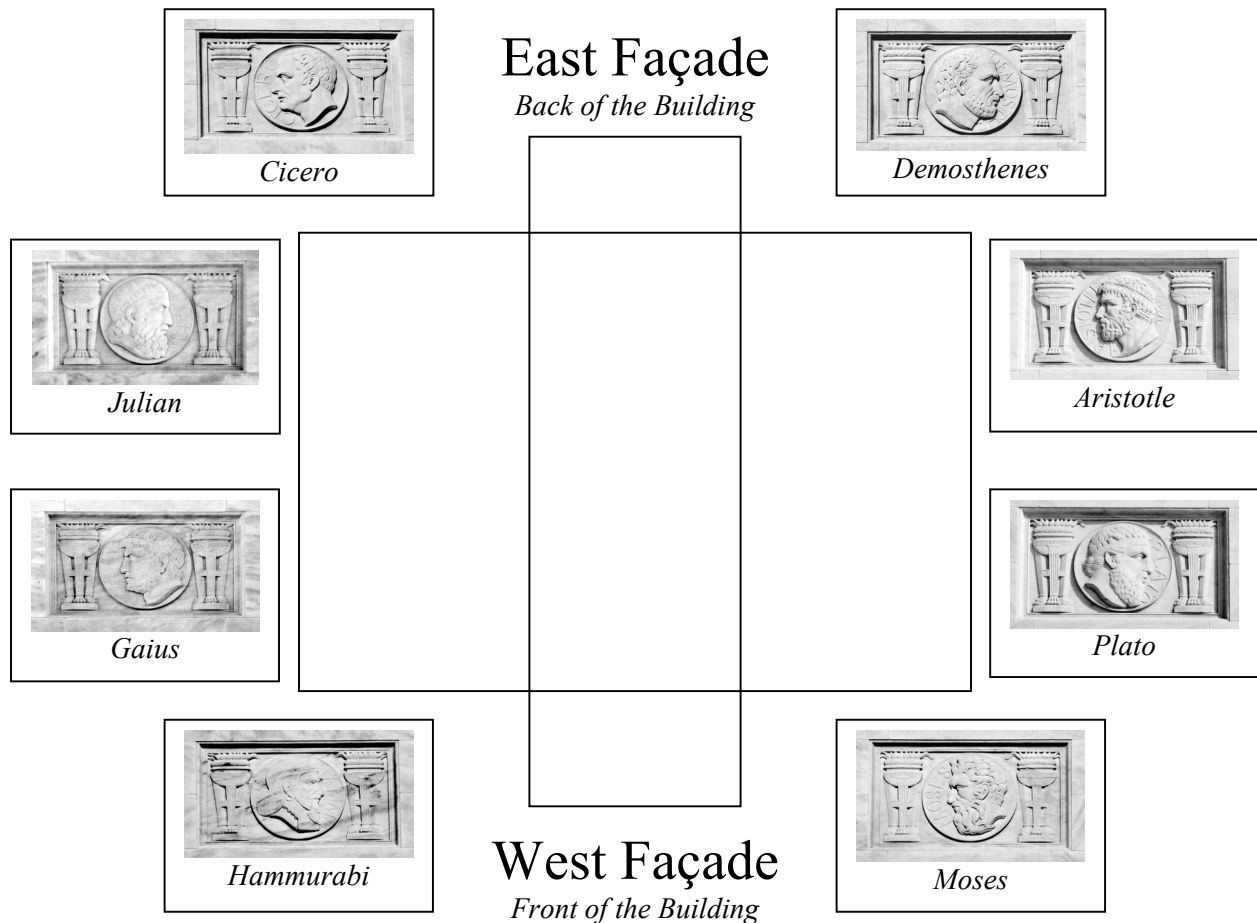 East Façade
Back of the Building
Cicero
Demosthenes
Julian
Aristotle
Gaius
Plato
Hammurabi
Moses
West Façade
Front of the Building